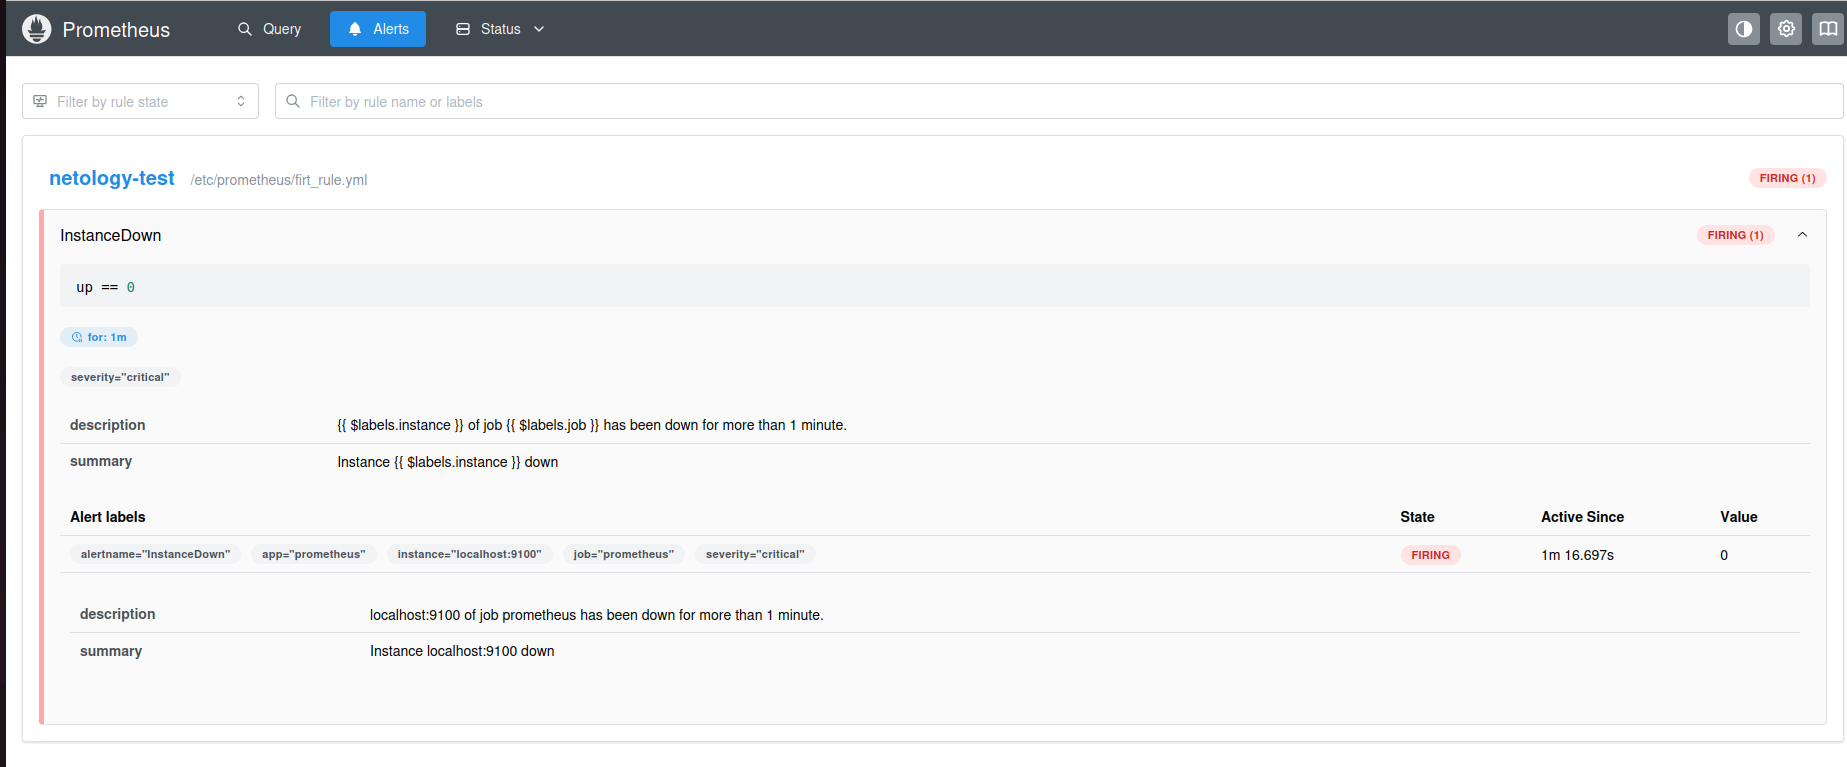 Prometheus Query Alerts Status
Filter by rule state Filter by rule name or labels
netology-test /etc/prometheus/firt_rule.yml FIRING (1)
InstanceDown FIRING (1)
up == 0
for: 1m
severity="critical"
description {{ $labels.instance }} of job {{ $labels.job }} has been down for more than 1 minute.
summary Instance {{ $labels.instance }} down
Alert labels State Active Since Value
alertname="InstanceDown" app="prometheus" instance="localhost:9100" job="prometheus" severity="critical" FIRING 1m 16.697s 0
description localhost:9100 of job prometheus has been down for more than 1 minute.
summary Instance localhost:9100 down